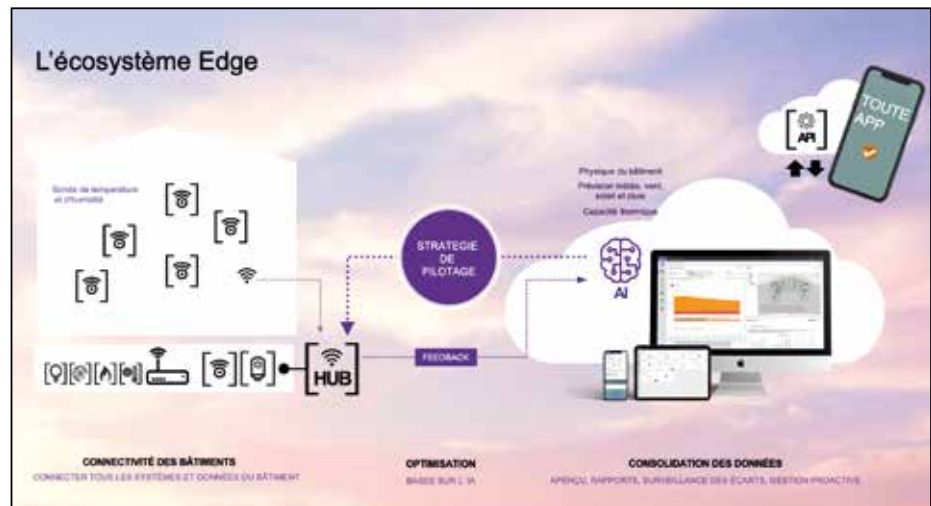 L'écosystème Edge
TOUTE
APP
API
Sonde de température
et d'humidité
Physique du bâtiment
Prévision météo, vent,
soleil et pluie
Capacité thermique
STRATEGIE
DE
PILOTAGE
AI
FEEDBACK
HUB
CONNECTIVITÉ DES BÂTIMENTS
CONNECTER TOUS LES SYSTÈMES ET DONNÉES DU BÂTIMENT
OPTIMISATION
BASÉE SUR L'IA
CONSOLIDATION DES DONNÉES
APERÇU, RAPPORTS, SURVEILLANCE DES ÉCARTS, GESTION PROACTIVE